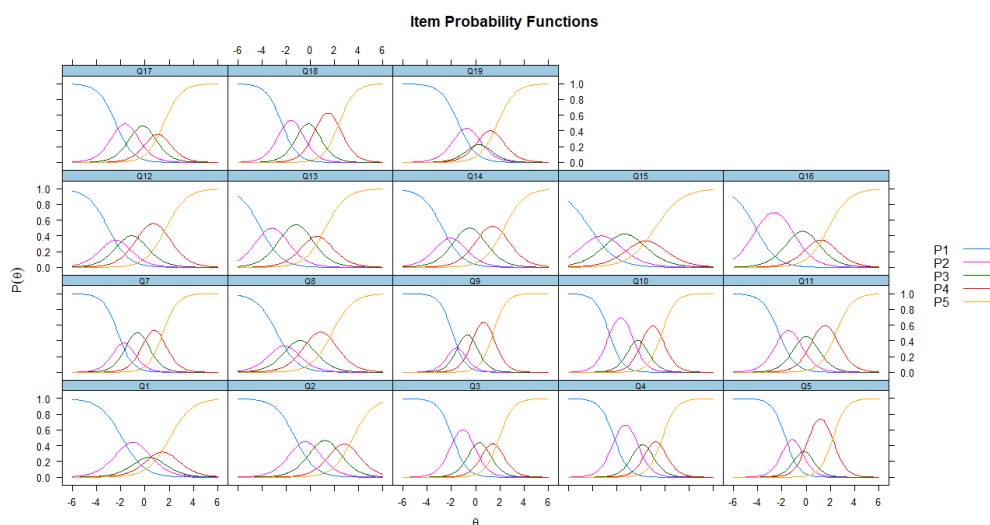 Item Probability Functions
-6 -4 -2 0 2 4 6
Q17 Q18 Q19
1.0
0.8
0.6
0.4
0.2
0.0
Q12 Q13 Q14 Q15 Q16
1.0
0.8
0.6
0.4
0.2
0.0
Q7 Q8 Q9 Q10 Q11
1.0
0.8
0.6
0.4
0.2
0.0
Q1 Q2 Q3 Q4 Q5
1.0
0.8
0.6
0.4
0.2
0.0
-6 -4 -2 0 2 4 6 -6 -4 -2 0 2 4 6 -6 -4 -2 0 2 4 6
θ
P(θ)
P1
P2
P3
P4
P5